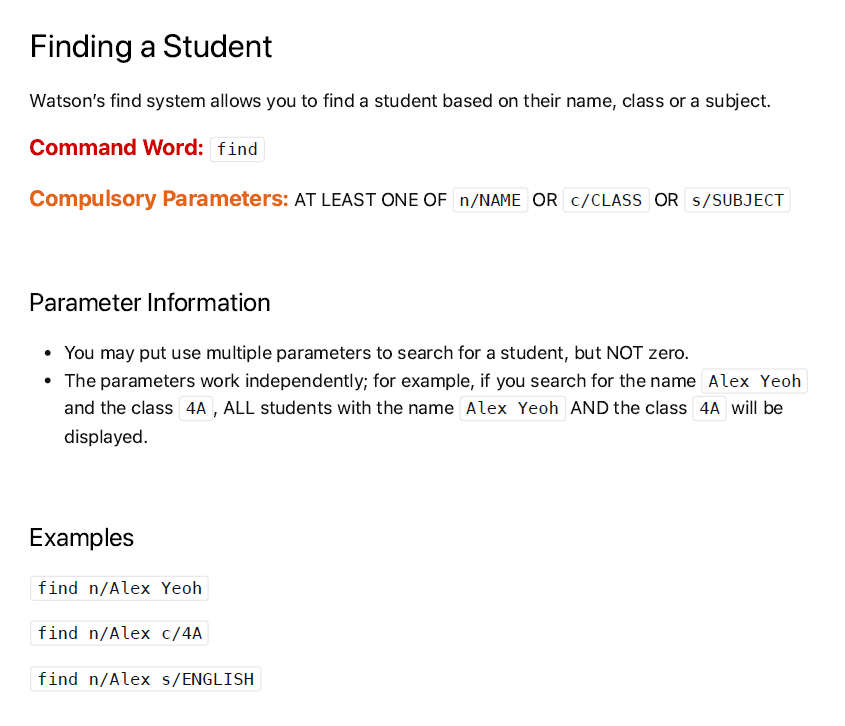 Finding a Student
Watson’s find system allows you to find a student based on their name, class or a subject.
Command Word: find
Compulsory Parameters: AT LEAST ONE OF n/NAME OR c/CLASS OR s/SUBJECT
Parameter Information
• You may put use multiple parameters to search for a student, but NOT zero.
• The parameters work independently; for example, if you search for the name Alex Yeoh
and the class 4A , ALL students with the name Alex Yeoh AND the class 4A will be
displayed.
Examples
find n/Alex Yeoh
find n/Alex c/4A
find n/Alex s/ENGLISH